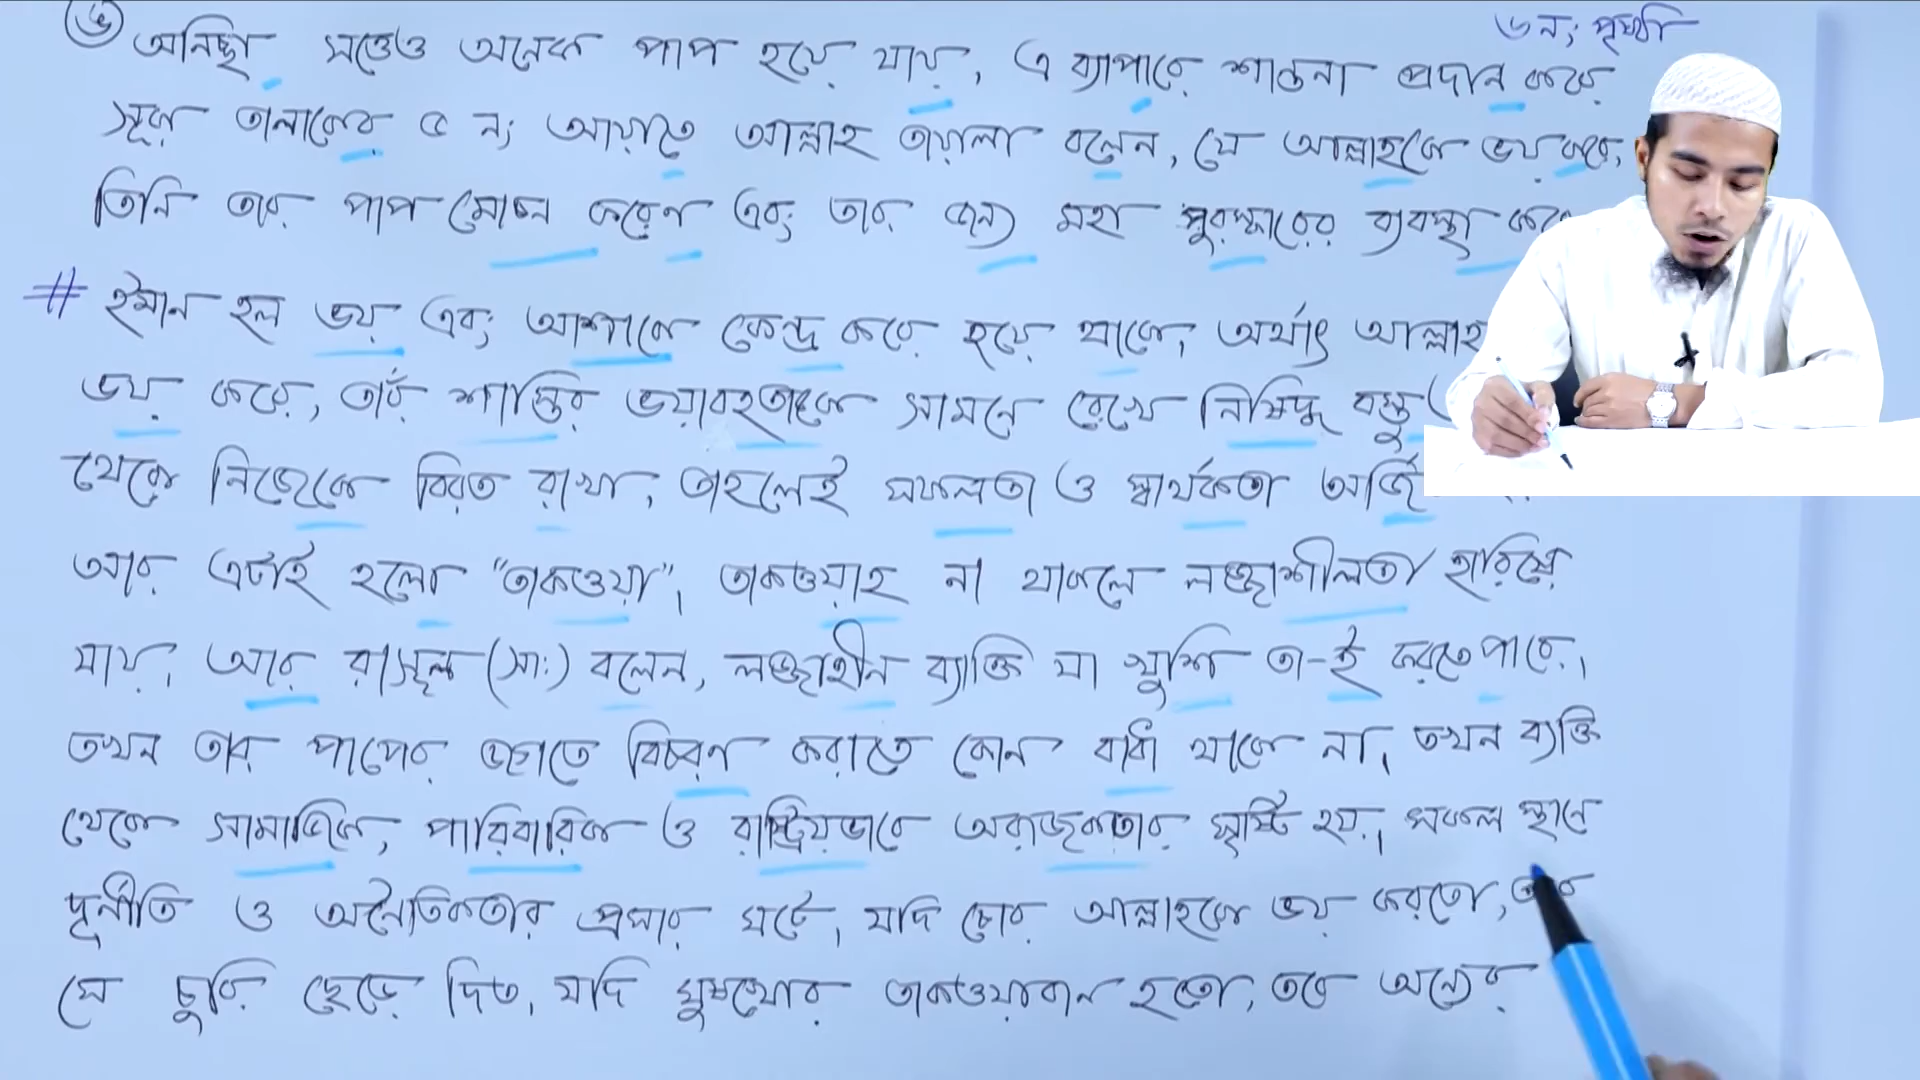 ৬নং পৃষ্ঠা
৬ অনিচ্ছা সত্ত্বেও অনেক পাপ হয়ে যায়, এ ব্যাপারে শান্তনা প্রদান করে
সূরা তালাকের ৫ নং আয়াতে আল্লাহ তায়ালা বলেন, যে আল্লাহকে ভয় করে,
তিনি তার পাপ মোচন করেন এবং তার জন্য মহা পুরস্কারের ব্যবস্থা
# ঈমান হল ভয় এবং আশাকে কেন্দ্র করে হয়ে থাকে, অর্থাৎ আল্লাহ
ভয় করে, তাঁর শাস্তির ভয়াবহতাকে সামনে রেখে নিষিদ্ধ বস্তু
থেকে নিজেকে বিরত রাখা, তাহলেই সফলতা ও স্বার্থকতা
আর এটাই হলো "তাকওয়া"। তাকওয়াহ না থাকলে লজ্জাশীলতা হারিয়ে
যায়। আর রাসূল (সাঃ) বলেন, লজ্জাহীন ব্যক্তি যা খুশি তা-ই করতে পারে।
তখন তার পাপের জগতে বিচরণ করাতে কোন বাধা থাকে না। তখন ব্যক্তি
থেকে সামাজিক, পারিবারিক ও রাষ্ট্রিয়ভাবে অরাজকতার সৃষ্টি হয়। সকল স্থানে
দূর্নীতি ও অনৈতিকতার প্রসার ঘটে। যদি চোর আল্লাহকে ভয় করতো,
সে চুরি ছেড়ে দিত, যদি ঘুষখোর তাকওয়াবান হতো, তবে অন্যের